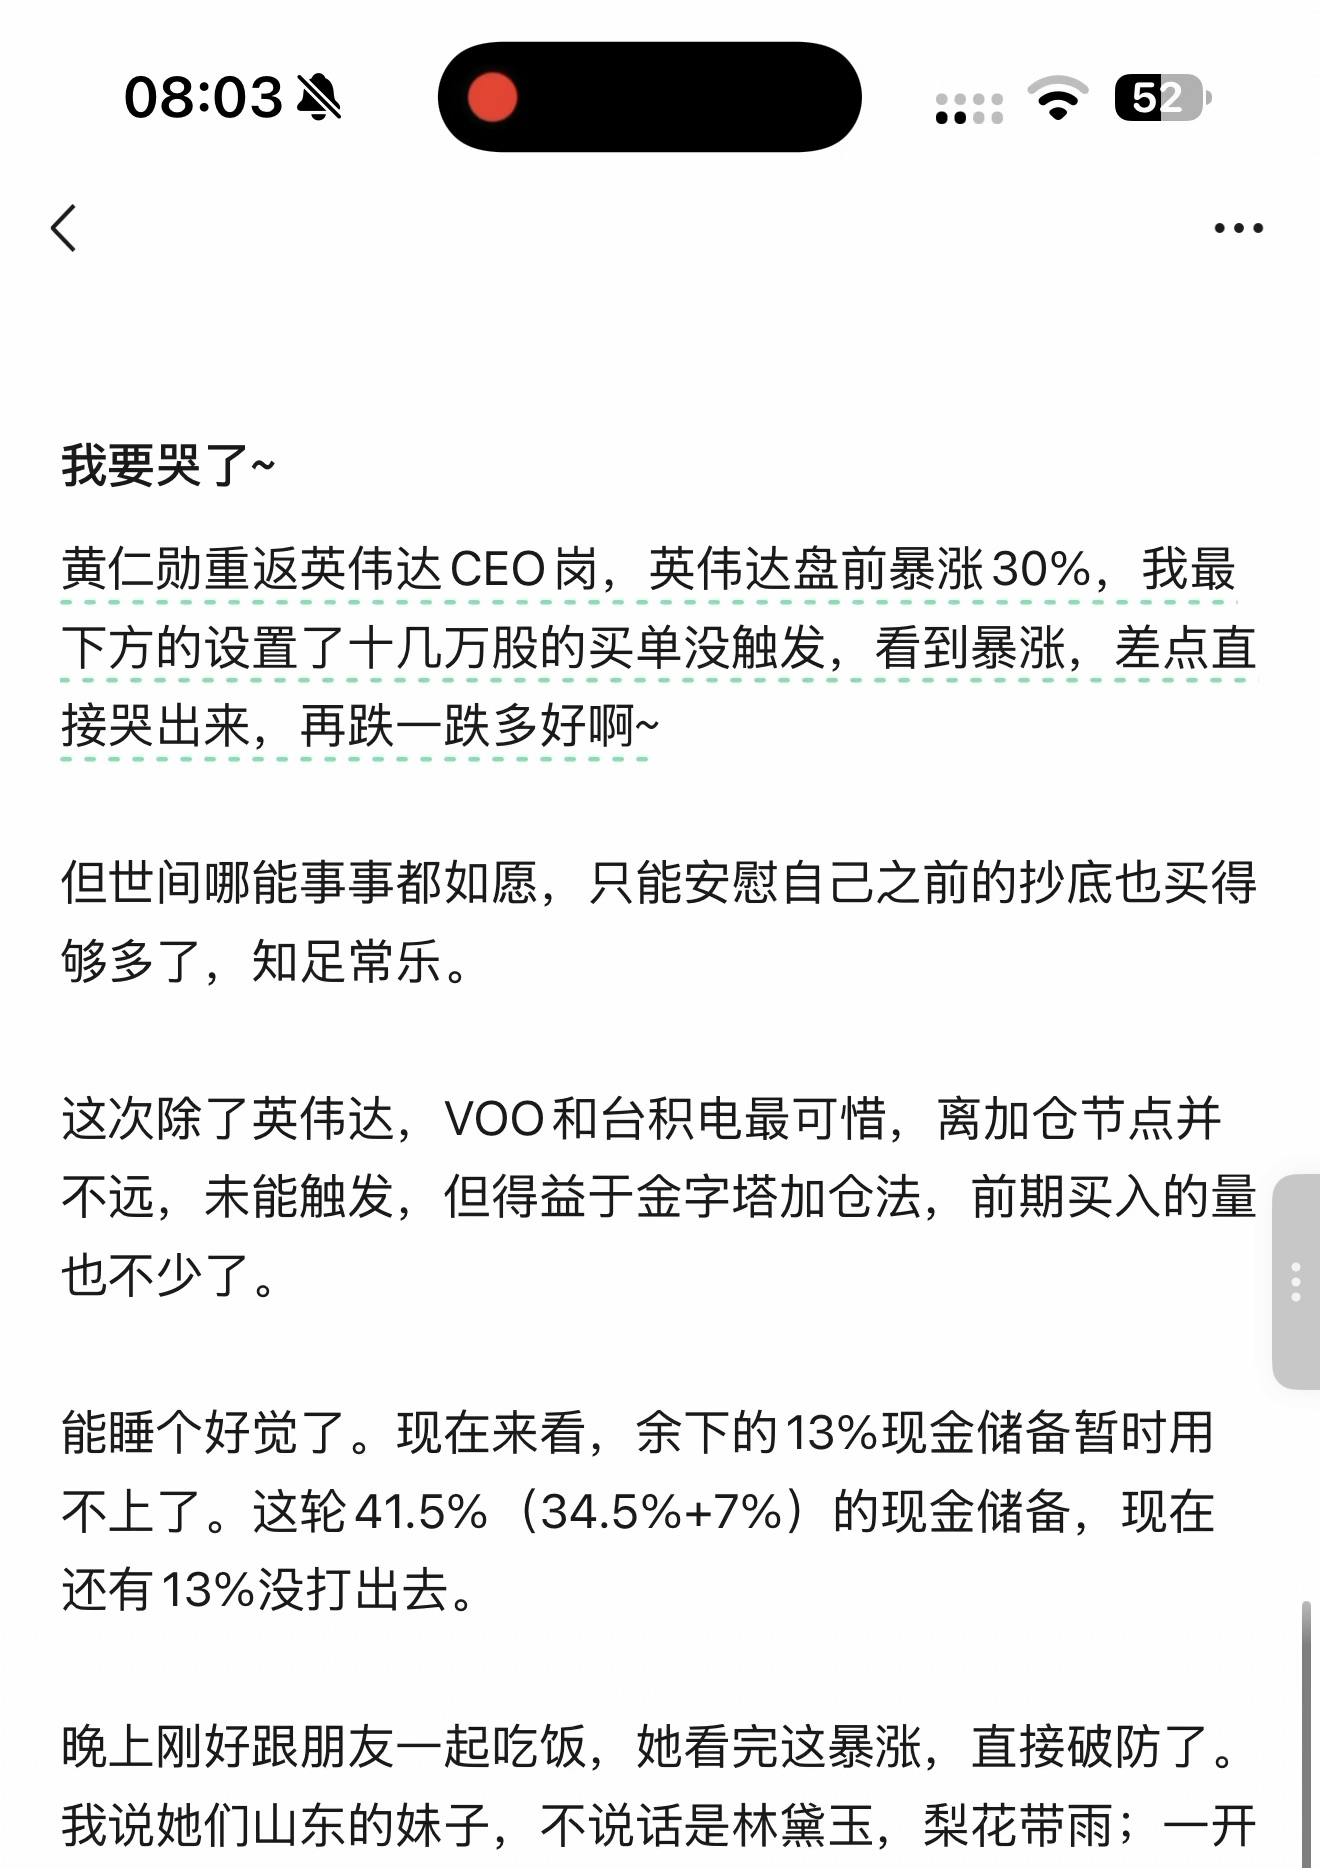 08:03
52
我要哭了~
黄仁勋重返英伟达CEO岗，英伟达盘前暴涨30%，我最
下方的设置了十几万股的买单没触发，看到暴涨，差点直
接哭出来，再跌一跌多好啊~
但世间哪能事事都如愿，只能安慰自己之前的抄底也买得
够多了，知足常乐。
这次除了英伟达，VOO和台积电最可惜，离加仓节点并
不远，未能触发，但得益于金字塔加仓法，前期买入的量
也不少了。
能睡个好觉了。现在来看，余下的13%现金储备暂时用
不上了。这轮41.5%（34.5%+7%）的现金储备，现在
还有13%没打出去。
晚上刚好跟朋友一起吃饭，她看完这暴涨，直接破防了。
我说她们山东的妹子，不说话是林黛玉，梨花带雨；一开